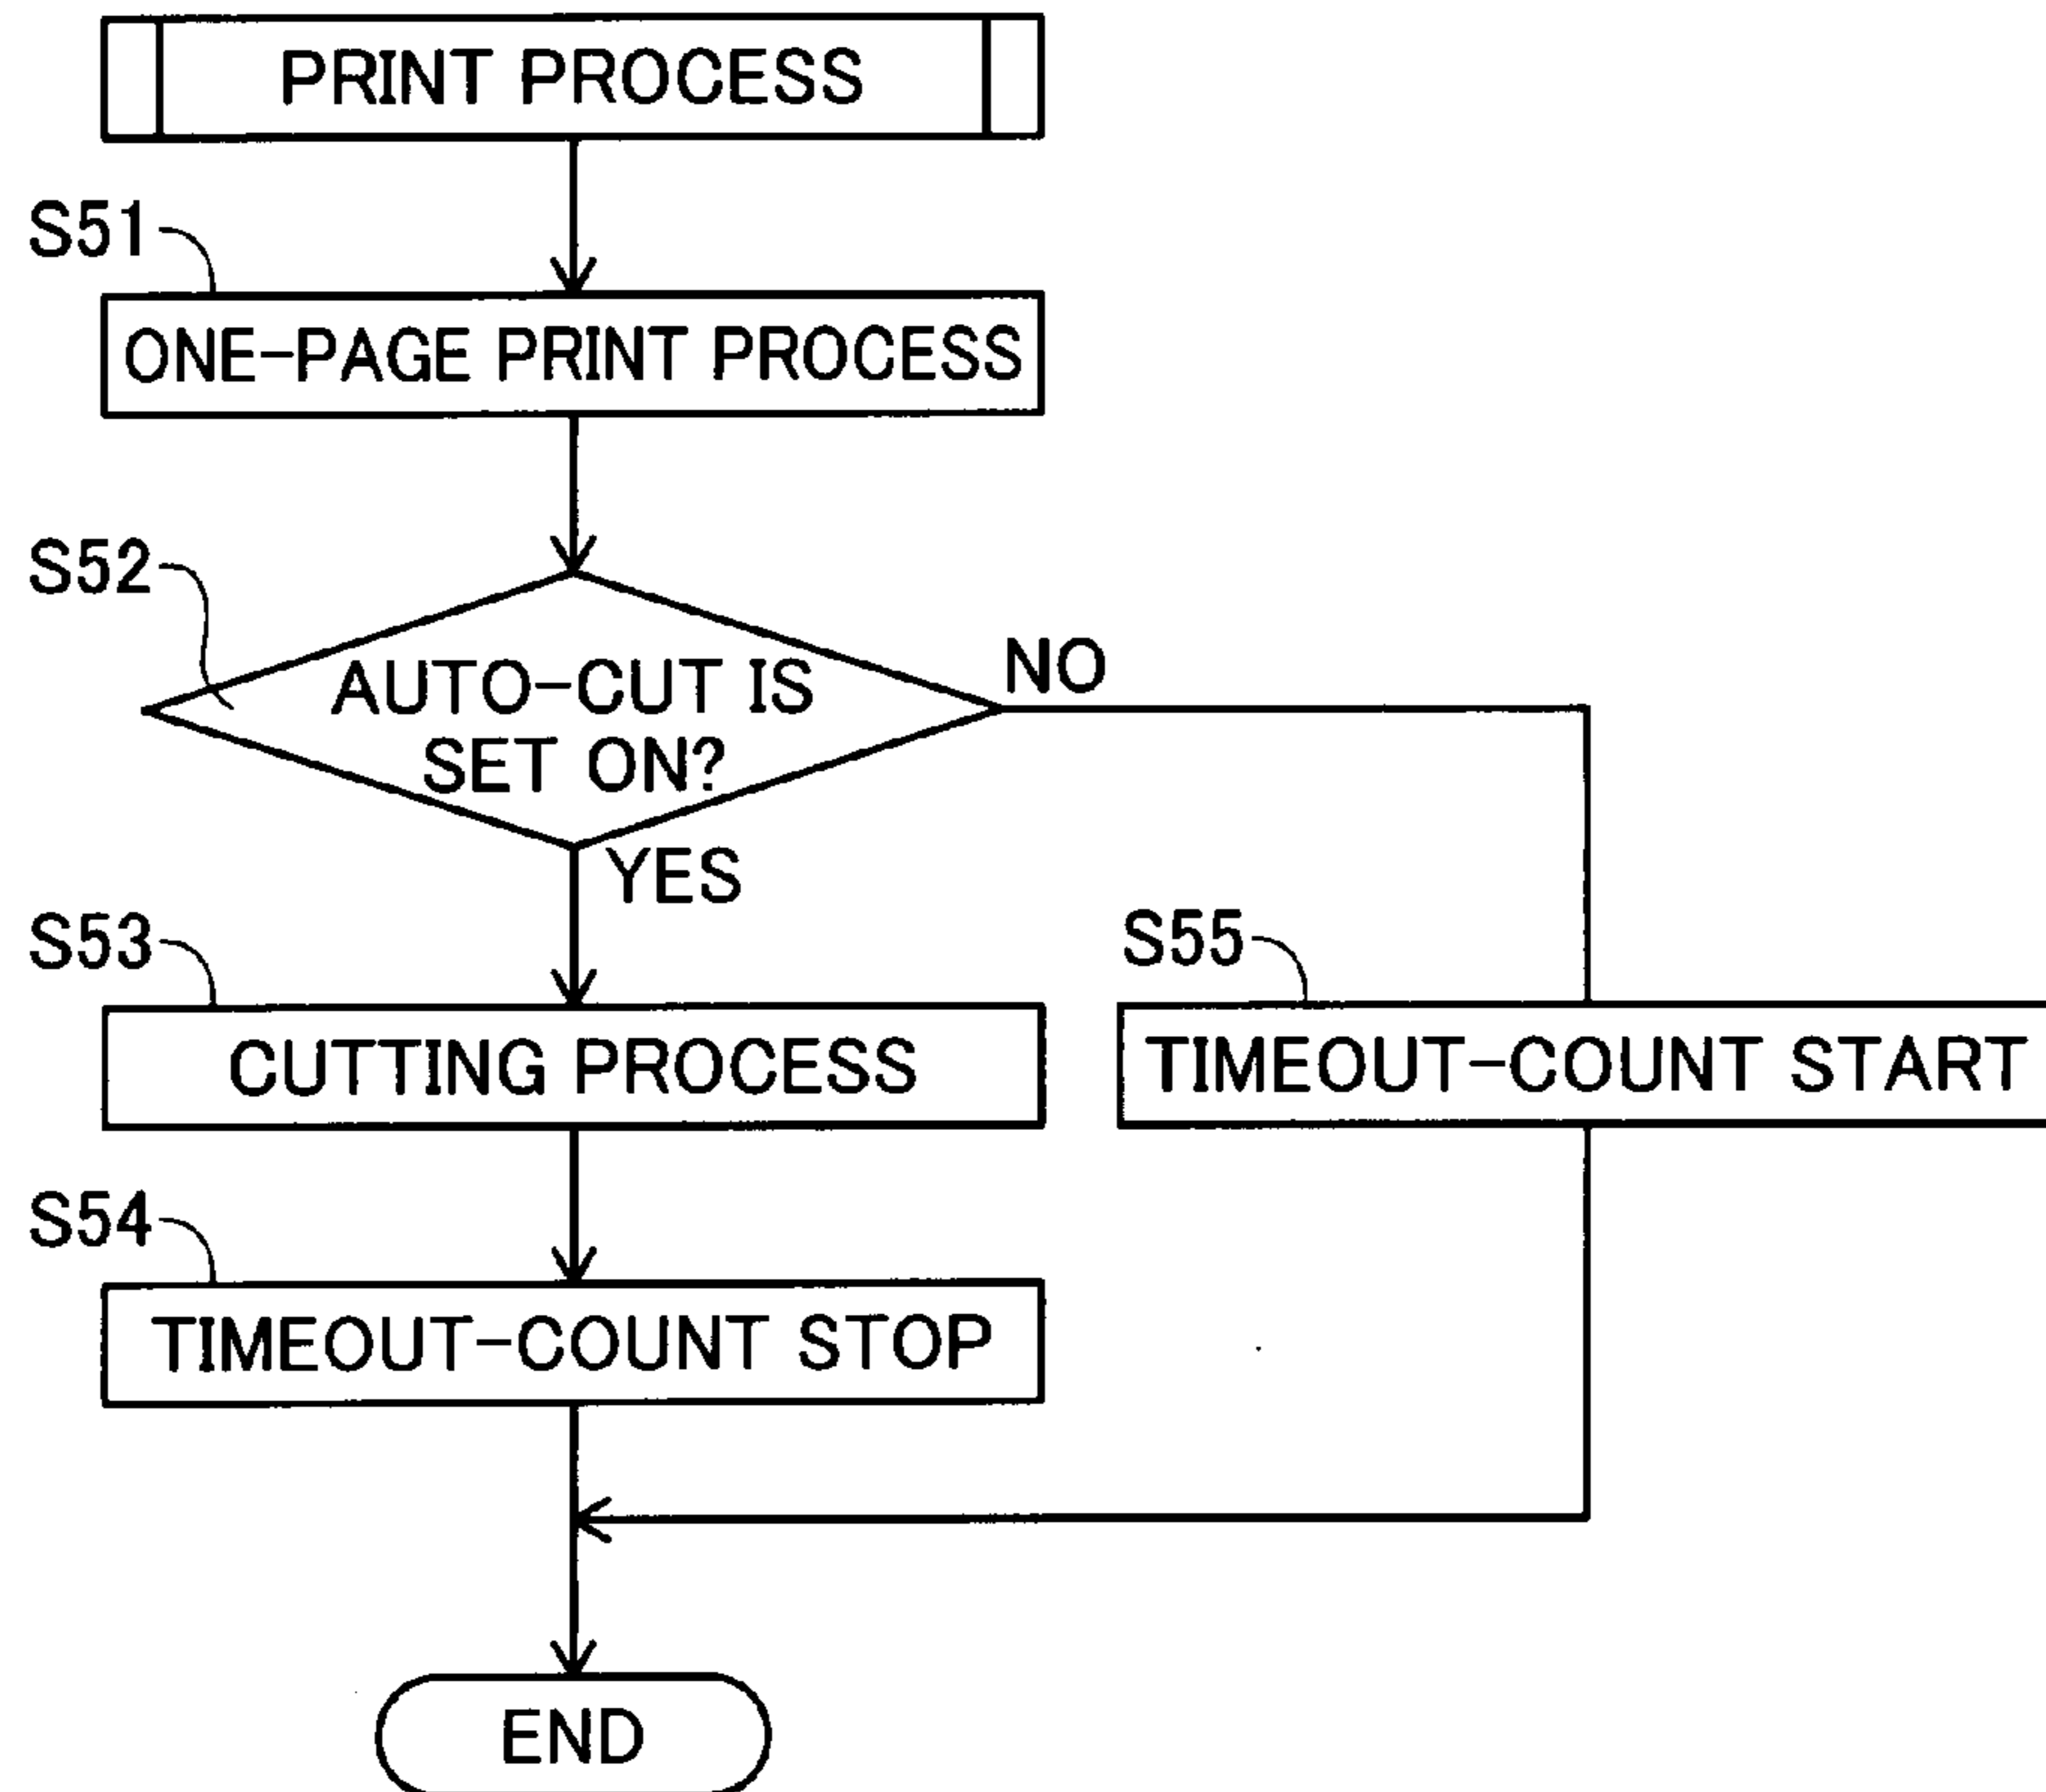 PRINT PROCESS
S51
ONE-PAGE PRINT PROCESS
S52
AUTO-CUT IS
SET ON?
NO
YES
S53
CUTTING PROCESS
S55
TIMEOUT-COUNT START
S54
TIMEOUT-COUNT STOP
END